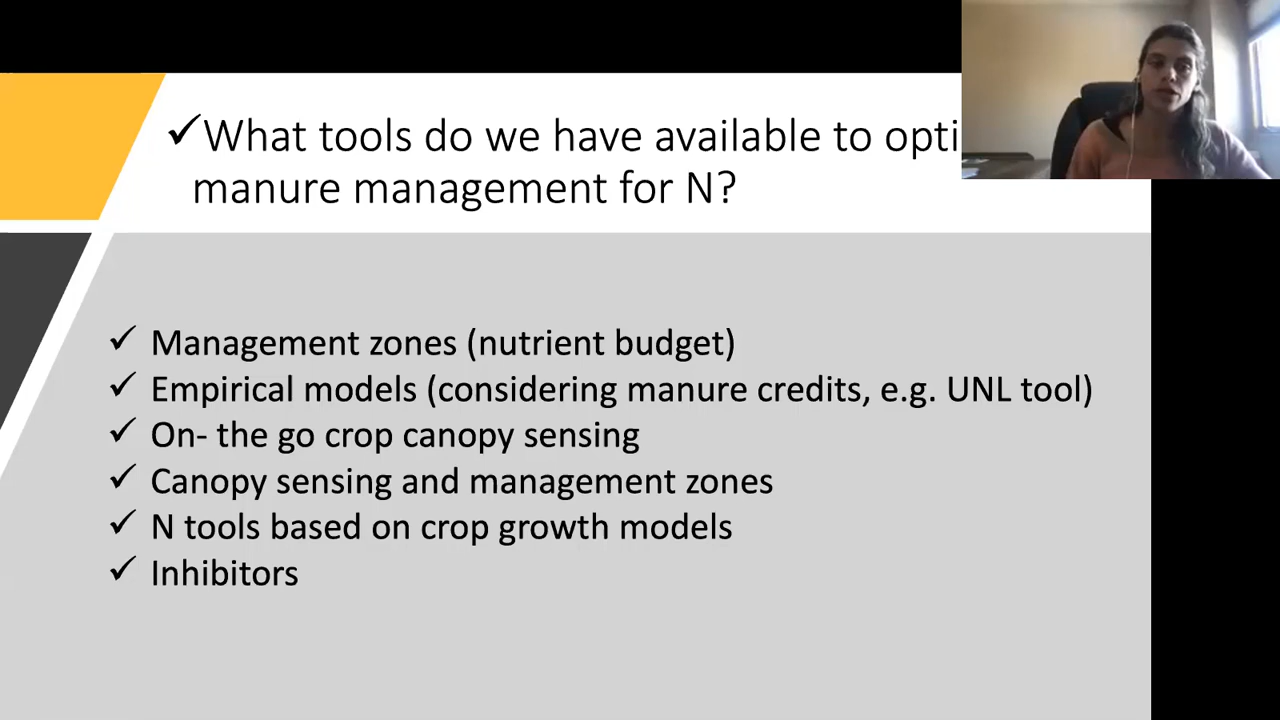 ✓What tools do we have available to opti
manure management for N?
✓ Management zones (nutrient budget)
✓ Empirical models (considering manure credits, e.g. UNL tool)
✓ On- the go crop canopy sensing
✓ Canopy sensing and management zones
✓ N tools based on crop growth models
✓ Inhibitors